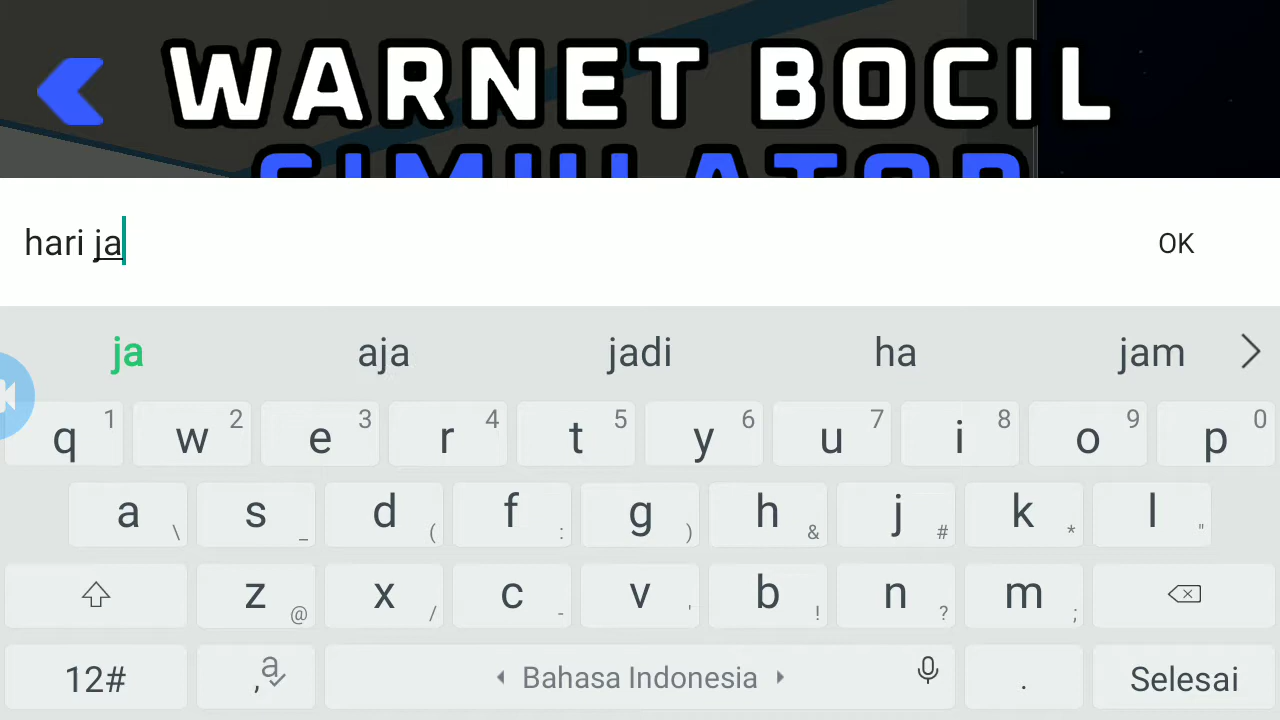 WARNET BOCIL
SIMULATOR
hari ja
OK
ja aja jadi ha jam
q 1 w 2 e 3 r 4 t 5 y 6 u 7 i 8 o 9 p 0
a \ s _ d ( f : g ) h & j # k * l "
z @ x / c - v ' b ! n ? m ;
12# , a Bahasa Indonesia . Selesai